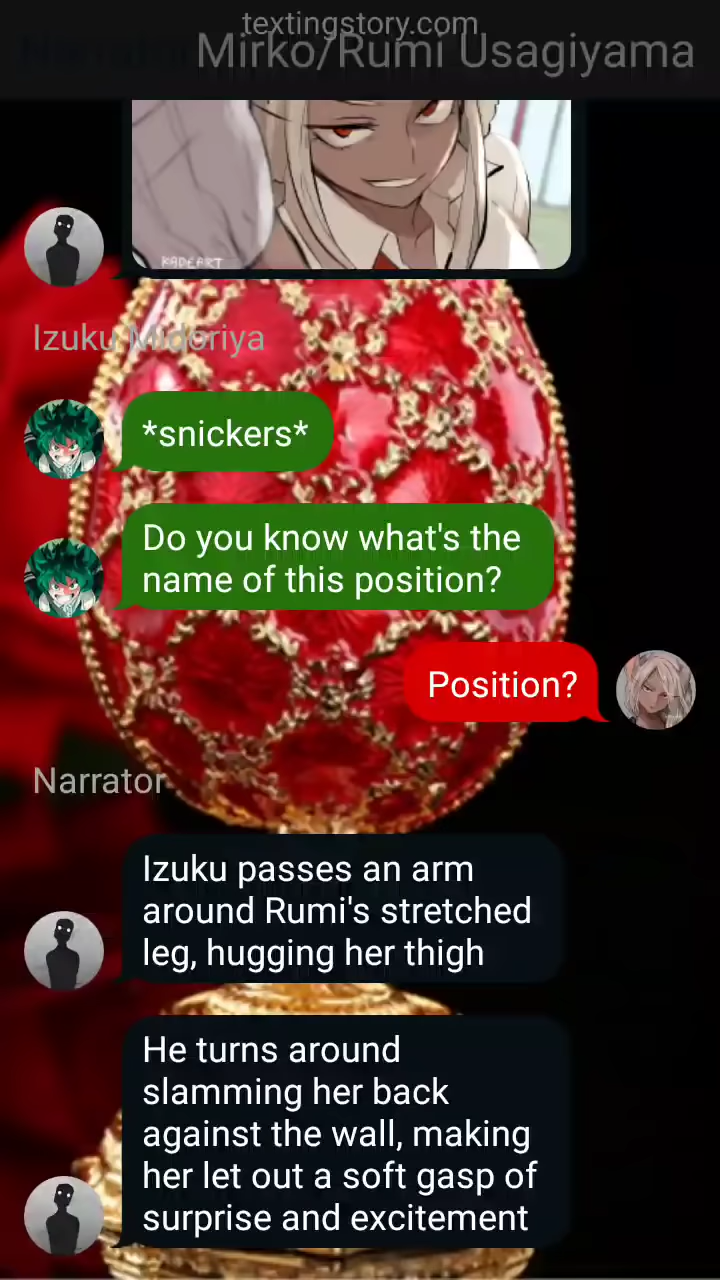 textingstory.com
Mirko/Rumi Usagiyama
KADEART
Izuku Midoriya
*snickers*
Do you know what's the
name of this position?
Position?
Narrator
Izuku passes an arm
around Rumi's stretched
leg, hugging her thigh
He turns around
slamming her back
against the wall, making
her let out a soft gasp of
surprise and excitement